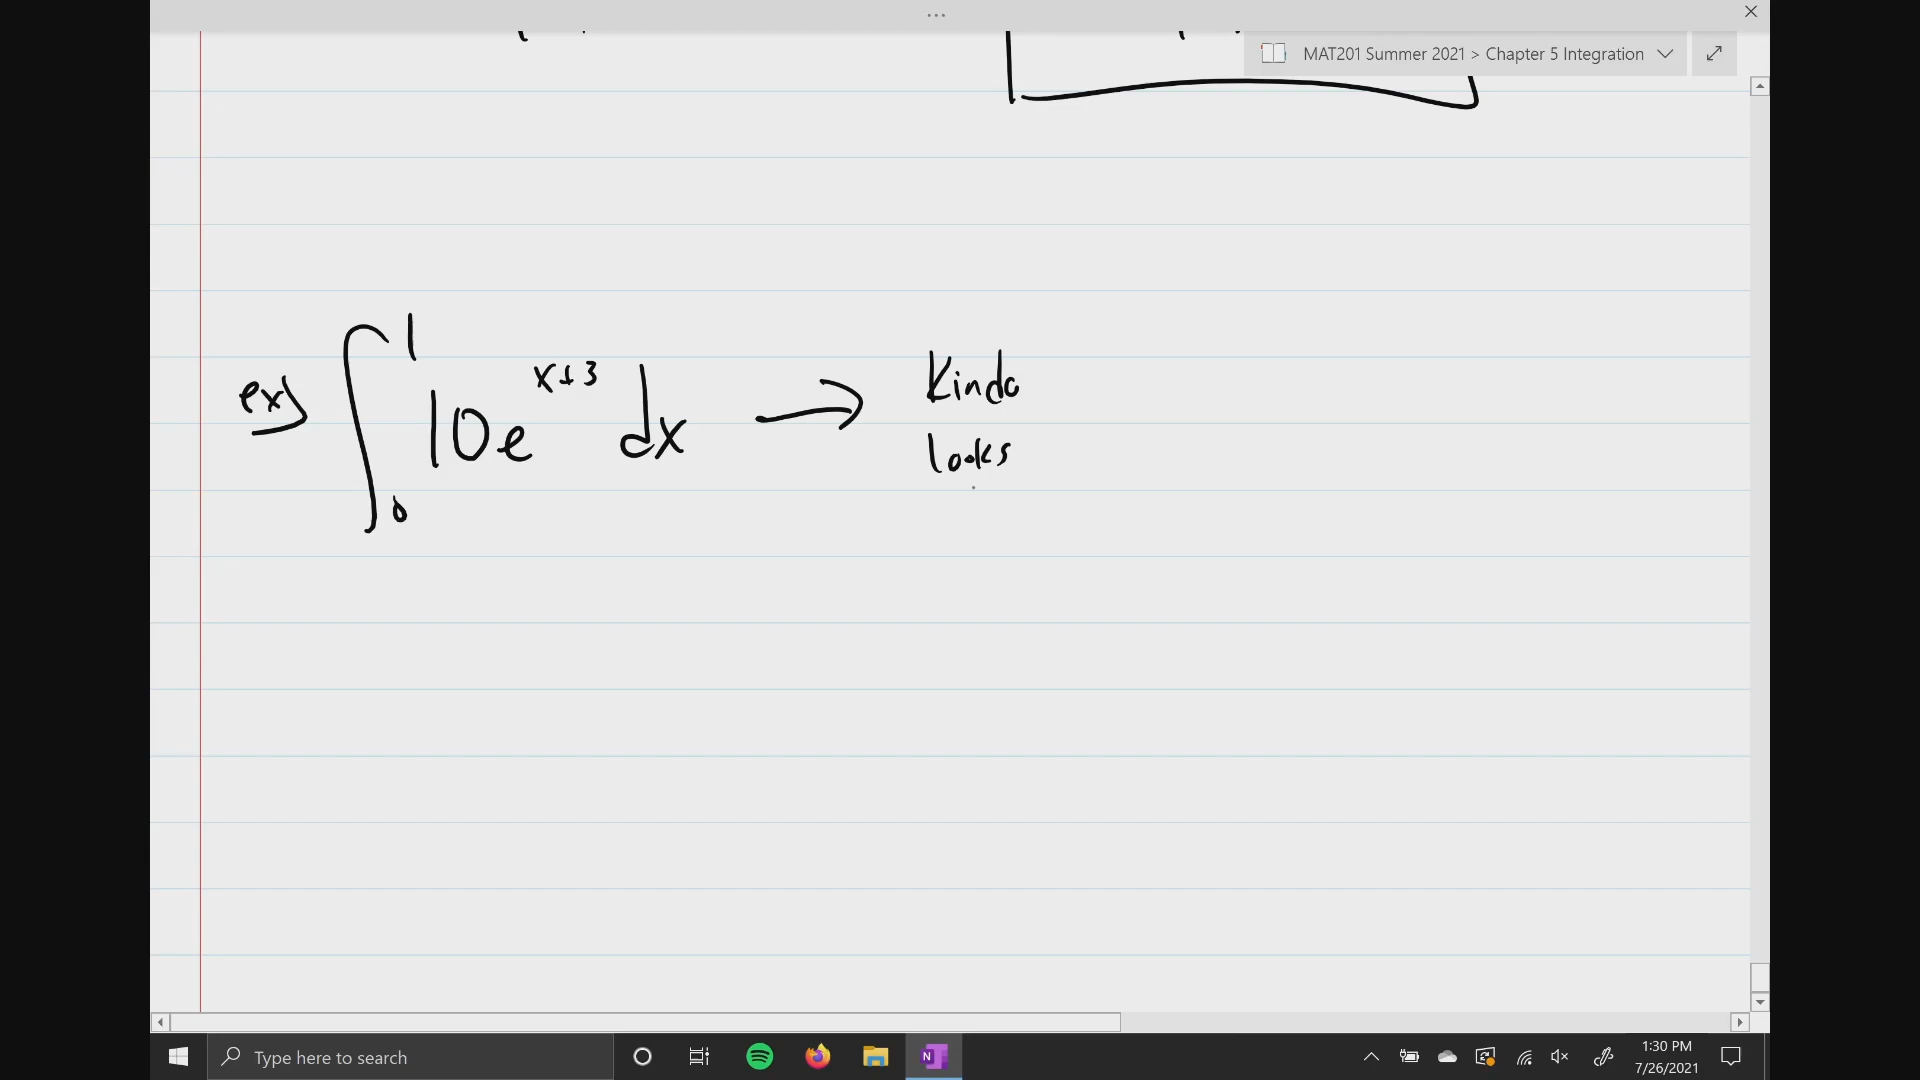 MAT201 Summer 2021 > Chapter 5 Integration
ex) ∫₀¹ 10e^(x+3) dx → Kinda
looks
Type here to search
1:30 PM
7/26/2021